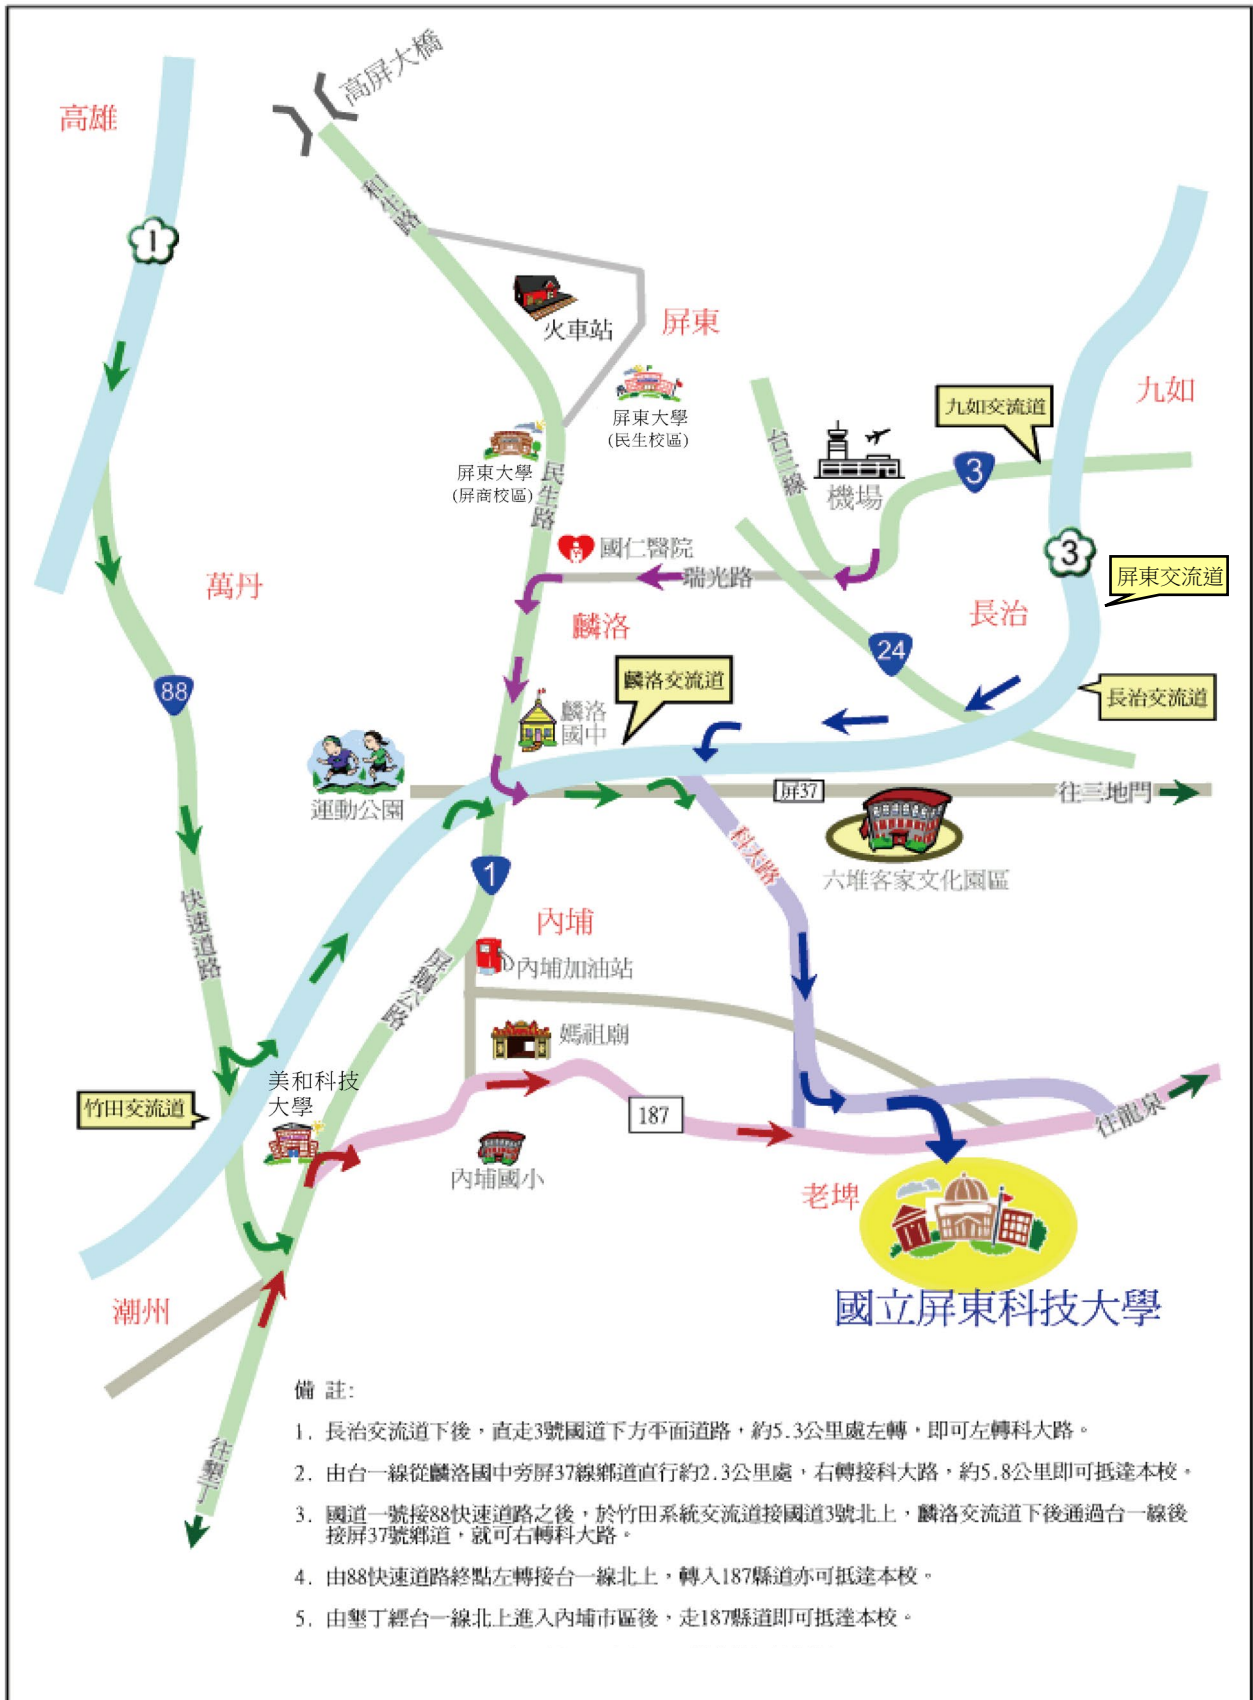 高屏大橋
高雄
和生路
1
火車站
屏東
九如
屏東大學
(民生校區)
九如交流道
台三線
屏東大學
(屏商校區)
民生路
3
機場
國仁醫院
3
瑞光路
屏東交流道
萬丹
麟洛
長治
24
88
麟洛交流道
長治交流道
麟洛
國中
運動公園
屏37
往三地門
科大路
1
六堆客家文化園區
快速道路
內埔
屏鵝公路
內埔加油站
媽祖廟
美和科技
大學
竹田交流道
187
往龍泉
內埔國小
老埤
潮州
國立屏東科技大學
往墾丁
備 註:
1. 長治交流道下後，直走3號國道下方平面道路，約5.3公里處左轉，即可左轉科大路。
2. 由台一線從麟洛國中旁屏37線鄉道直行約2.3公里處，右轉接科大路，約5.8公里即可抵達本校。
3. 國道一號接88快速道路之後，於竹田系統交流道接國道3號北上，麟洛交流道下後通過台一線後
接屏37號鄉道，就可右轉科大路。
4. 由88快速道路終點左轉接台一線北上，轉入187縣道亦可抵達本校。
5. 由墾丁經台一線北上進入內埔市區後，走187縣道即可抵達本校。